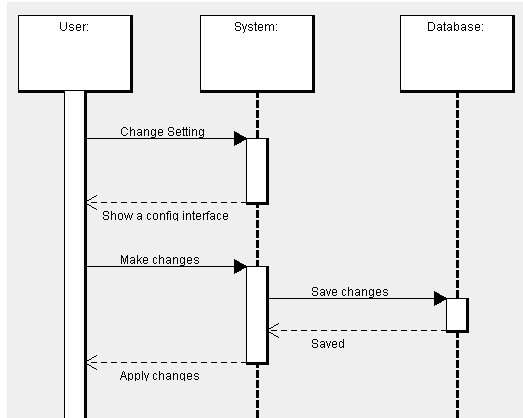 User:
System:
Database:
Change Setting
Show a config interface
Make changes
Save changes
Saved
Apply changes